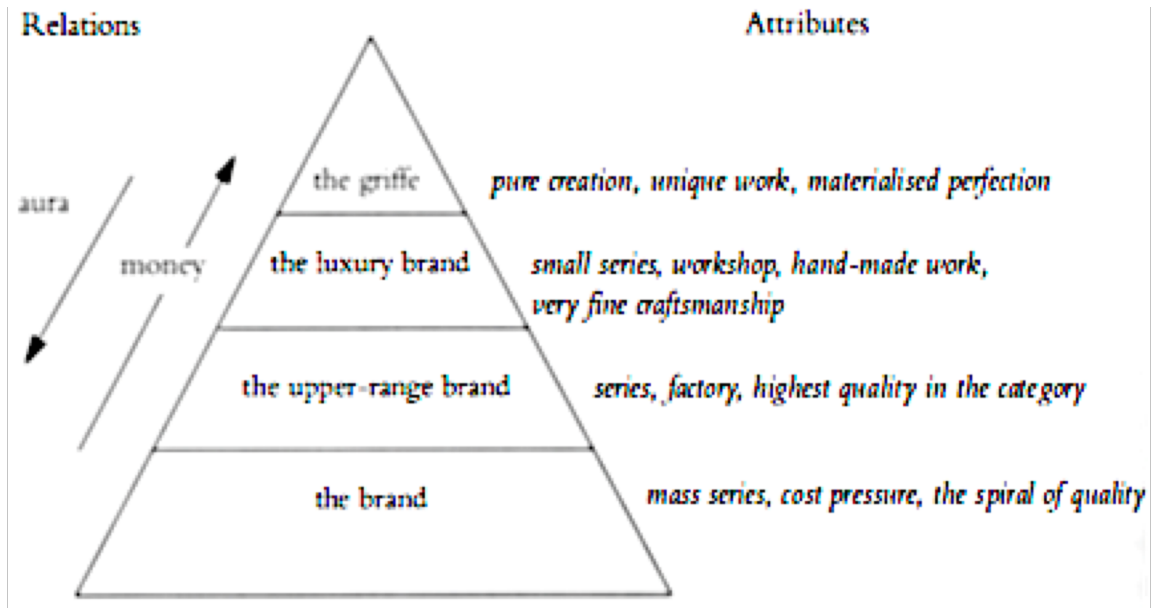 Relations
Attributes
the griffe
pure creation, unique work, materialised perfection
aura
money
the luxury brand
small series, workshop, hand-made work,
very fine craftsmanship
the upper-range brand
series, factory, highest quality in the category
the brand
mass series, cost pressure, the spiral of quality